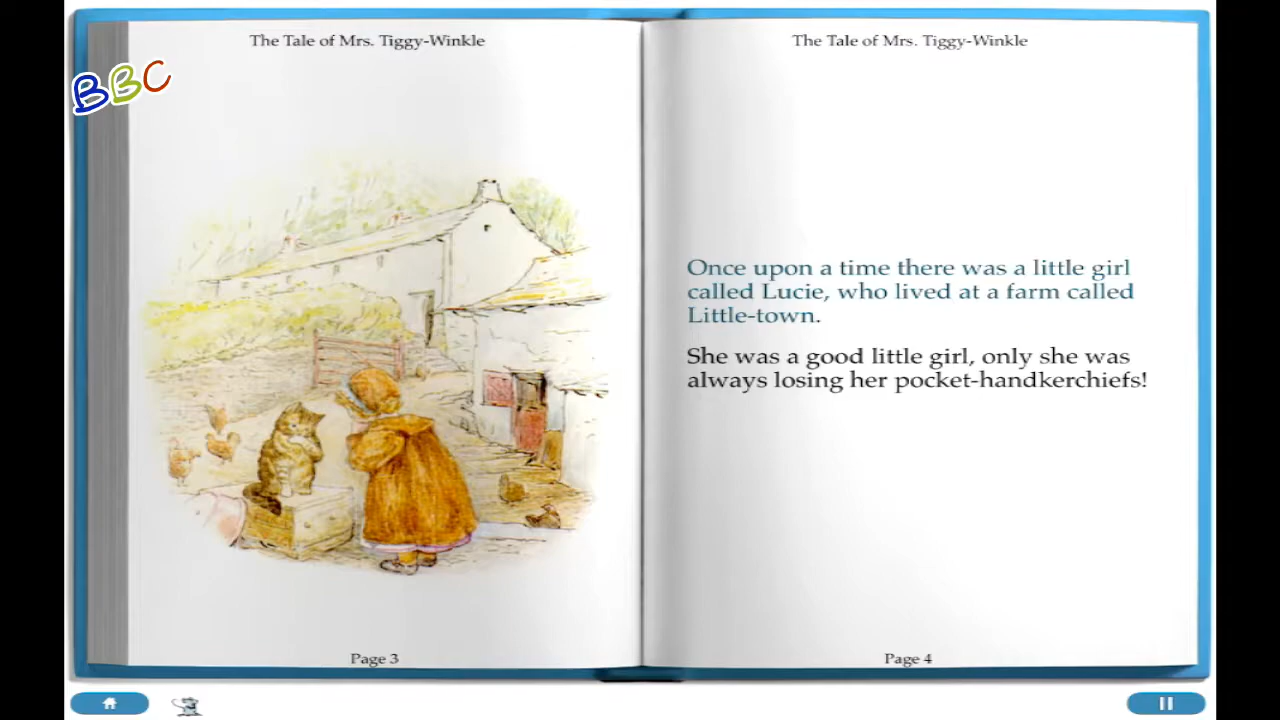 The Tale of Mrs. Tiggy-Winkle
BBC
Page 3
The Tale of Mrs. Tiggy-Winkle
Once upon a time there was a little girl
called Lucie, who lived at a farm called
Little-town.
She was a good little girl, only she was
always losing her pocket-handkerchiefs!
Page 4